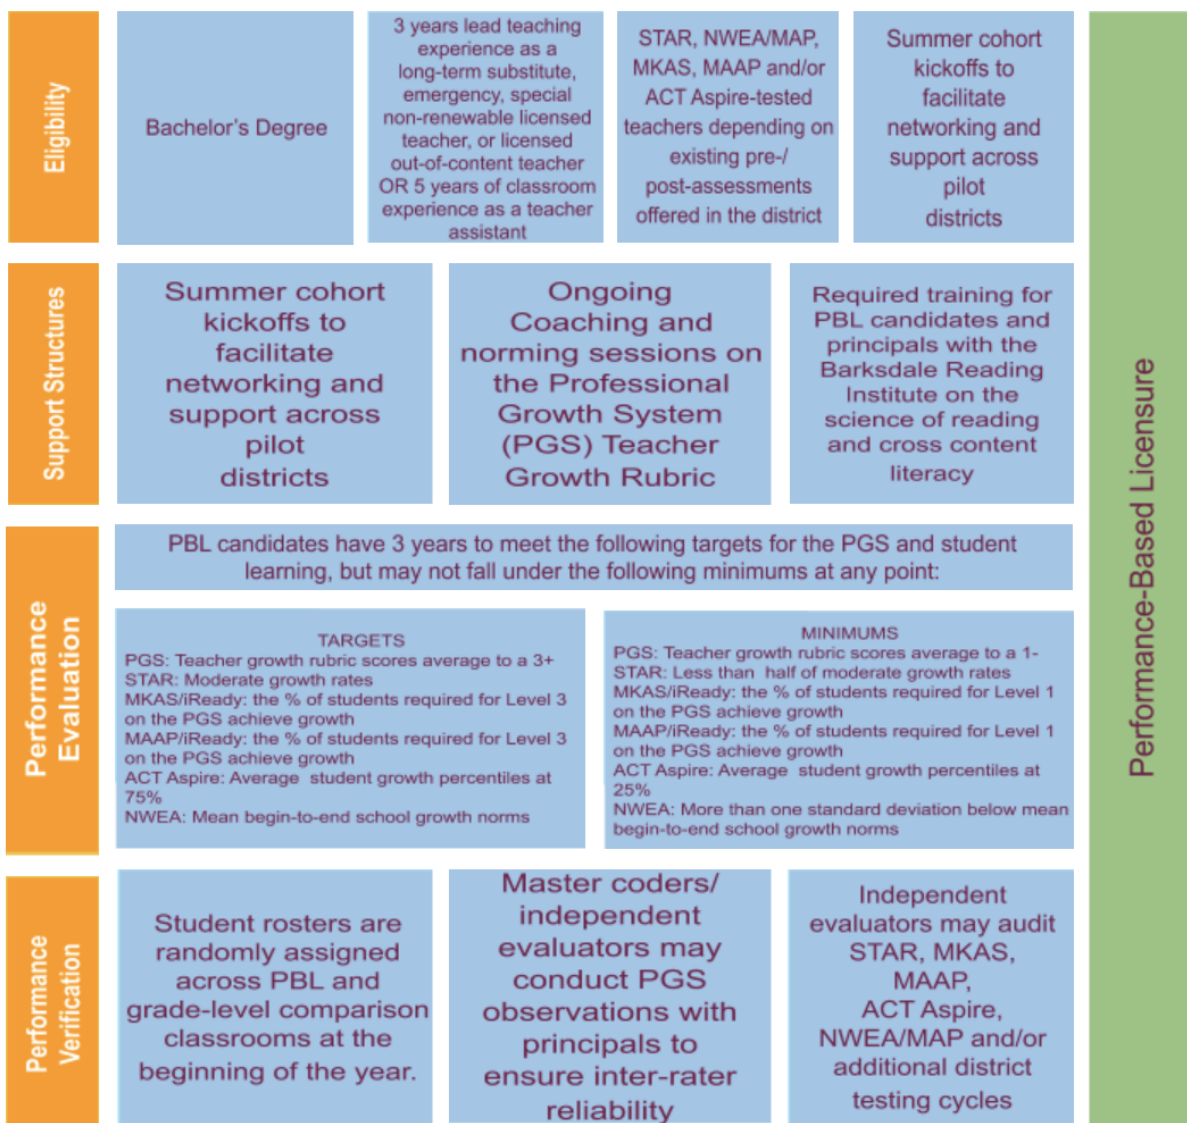 Eligibility
Bachelor's Degree
3 years lead teaching
experience as a
long-term substitute,
emergency, special
non-renewable licensed
teacher, or licensed
out-of-content teacher
OR 5 years of classroom
experience as a teacher
assistant
STAR, NWEA/MAP,
MKAS, MAAP and/or
ACT Aspire-tested
teachers depending on
existing pre-/
post-assessments
offered in the district
Summer cohort
kickoffs to
facilitate
networking and
support across
pilot
districts
Support Structures
Summer cohort
kickoffs to
facilitate
networking and
support across
pilot
districts
Ongoing
Coaching and
norming sessions on
the Professional
Growth System
(PGS) Teacher
Growth Rubric
Required training for
PBL candidates and
principals with the
Barksdale Reading
Institute on the
science of reading
and cross content
literacy
Performance
Evaluation
PBL candidates have 3 years to meet the following targets for the PGS and student
learning, but may not fall under the following minimums at any point:
TARGETS
PGS: Teacher growth rubric scores average to a 3+
STAR: Moderate growth rates
MKAS/iReady: the % of students required for Level 3
on the PGS achieve growth
MAAP/iReady: the % of students required for Level 3
on the PGS achieve growth
ACT Aspire: Average student growth percentiles at
75%
NWEA: Mean begin-to-end school growth norms
MINIMUMS
PGS: Teacher growth rubric scores average to a 1-
STAR: Less than half of moderate growth rates
MKAS/iReady: the % of students required for Level 1
on the PGS achieve growth
MAAP/iReady: the % of students required for Level 1
on the PGS achieve growth
ACT Aspire: Average student growth percentiles at
25%
NWEA: More than one standard deviation below mean
begin-to-end school growth norms
Performance
Verification
Student rosters are
randomly assigned
across PBL and
grade-level comparison
classrooms at the
beginning of the year.
Master coders/
independent
evaluators may
conduct PGS
observations with
principals to
ensure inter-rater
reliability
Independent
evaluators may audit
STAR, MKAS,
MAAP,
ACT Aspire,
NWEA/MAP and/or
additional district
testing cycles
Performance-Based Licensure